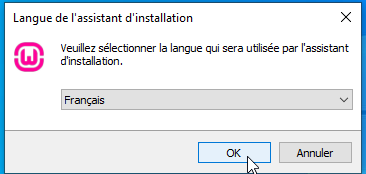 Langue de l'assistant d'installation
Veuillez sélectionner la langue qui sera utilisée par l'assistant
d'installation.
Français
OK
Annuler